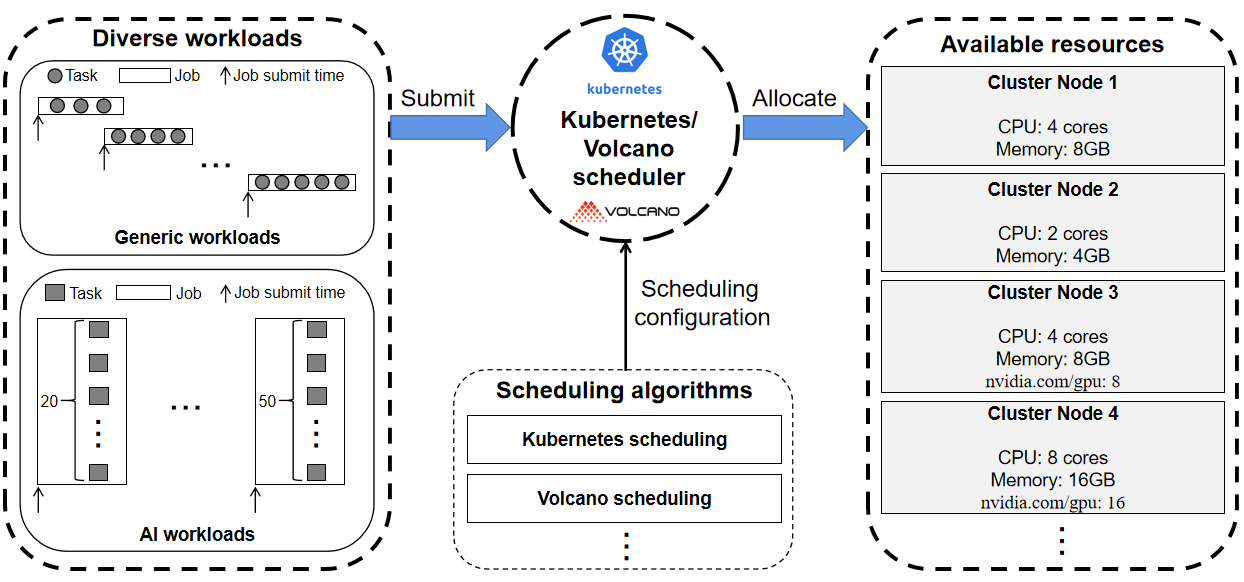 Diverse workloads
Task Job Job submit time
...
Generic workloads
Task Job Job submit time
20
...
50
AI workloads
Submit
kubernetes
Kubernetes/
Volcano
scheduler
VOLCANO
Allocate
Scheduling
configuration
Scheduling algorithms
Kubernetes scheduling
Volcano scheduling
Available resources
Cluster Node 1
CPU: 4 cores
Memory: 8GB
Cluster Node 2
CPU: 2 cores
Memory: 4GB
Cluster Node 3
CPU: 4 cores
Memory: 8GB
nvidia.com/gpu: 8
Cluster Node 4
CPU: 8 cores
Memory: 16GB
nvidia.com/gpu: 16